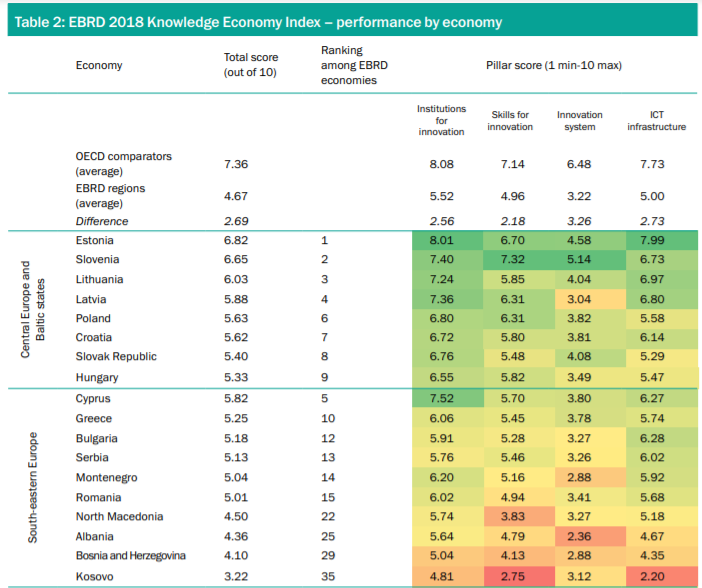 Table 2: EBRD 2018 Knowledge Economy Index – performance by economy
Economy Total score (out of 10) Ranking among EBRD economies Pillar score (1 min-10 max)
Institutions for innovation Skills for innovation Innovation system ICT infrastructure
OECD comparators (average) 7.36 8.08 7.14 6.48 7.73
EBRD regions (average) 4.67 5.52 4.96 3.22 5.00
Difference 2.69 2.56 2.18 3.26 2.73
Central Europe and Baltic states
Estonia 6.82 1 8.01 6.70 4.58 7.99
Slovenia 6.65 2 7.40 7.32 5.14 6.73
Lithuania 6.03 3 7.24 5.85 4.04 6.97
Latvia 5.88 4 7.36 6.31 3.04 6.80
Poland 5.63 6 6.80 6.31 3.82 5.58
Croatia 5.62 7 6.72 5.80 3.81 6.14
Slovak Republic 5.40 8 6.76 5.48 4.08 5.29
Hungary 5.33 9 6.55 5.82 3.49 5.47
South-eastern Europe
Cyprus 5.82 5 7.52 5.70 3.80 6.27
Greece 5.25 10 6.06 5.45 3.78 5.74
Bulgaria 5.18 12 5.91 5.28 3.27 6.28
Serbia 5.13 13 5.76 5.46 3.26 6.02
Montenegro 5.04 14 6.20 5.16 2.88 5.92
Romania 5.01 15 6.02 4.94 3.41 5.68
North Macedonia 4.50 22 5.74 3.83 3.27 5.18
Albania 4.36 25 5.64 4.79 2.36 4.67
Bosnia and Herzegovina 4.10 29 5.04 4.13 2.88 4.35
Kosovo 3.22 35 4.81 2.75 3.12 2.20